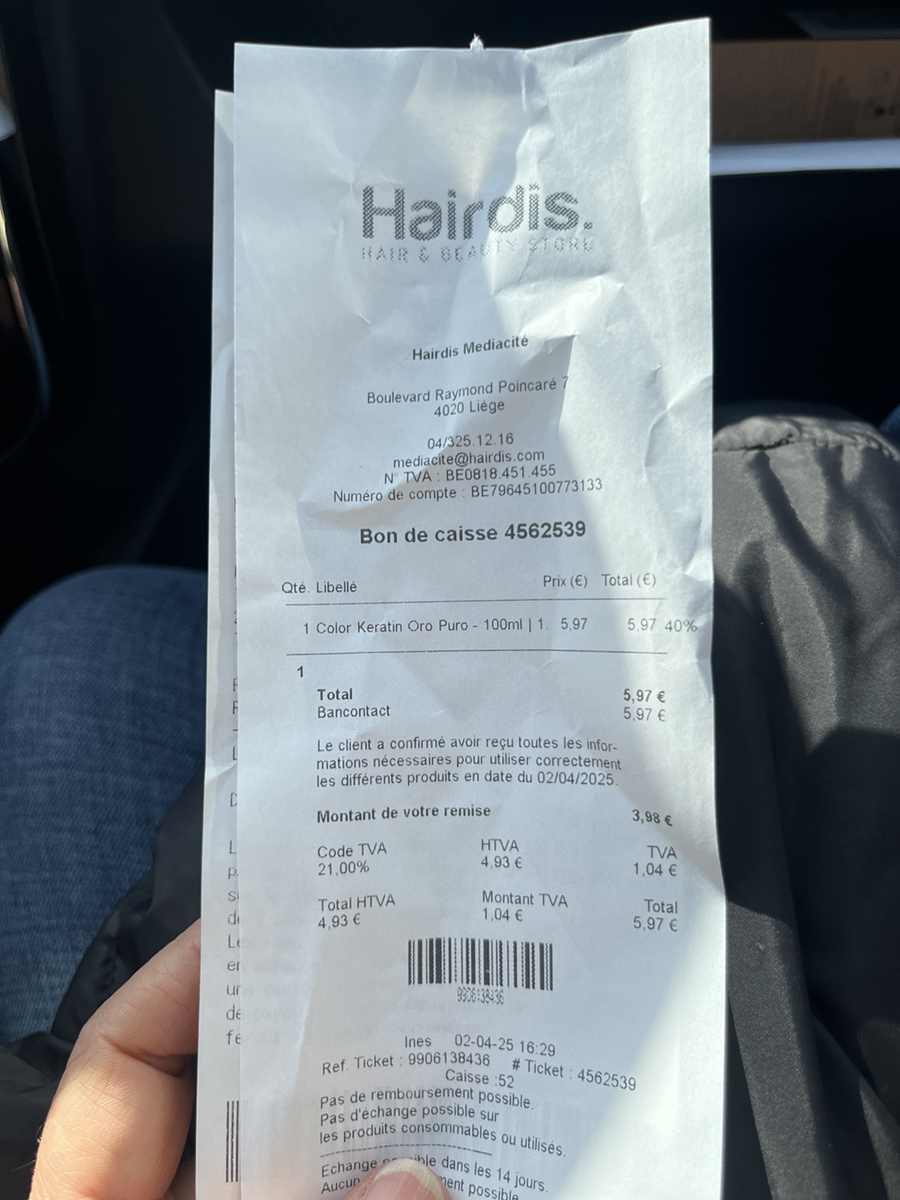 Hairdis.
HAIR & BEAUTY STORE
Hairdis Mediacité
Boulevard Raymond Poincaré 7
4020 Liège
04/325.12.16
mediacite@hairdis.com
N° TVA : BE0818.451.455
Numéro de compte : BE79645100773133
Bon de caisse 4562539
Qté. Libellé Prix (€) Total (€)
1 Color Keratin Oro Puro - 100ml | 1. 5,97 5,97 40%
1
Total 5,97 €
Bancontact 5,97 €
Le client a confirmé avoir reçu toutes les infor-
mations nécessaires pour utiliser correctement
les différents produits en date du 02/04/2025.
Montant de votre remise 3,98 €
Code TVA HTVA TVA
21,00% 4,93 € 1,04 €
Total HTVA Montant TVA Total
4,93 € 1,04 € 5,97 €
9906138436
Ines 02-04-25 16:29
Ref. Ticket : 9906138436 # Ticket : 4562539
Caisse :52
Pas de remboursement possible.
Pas d'échange possible sur
les produits consommables ou utilisés.
Echange dans les 14 jours.
possible